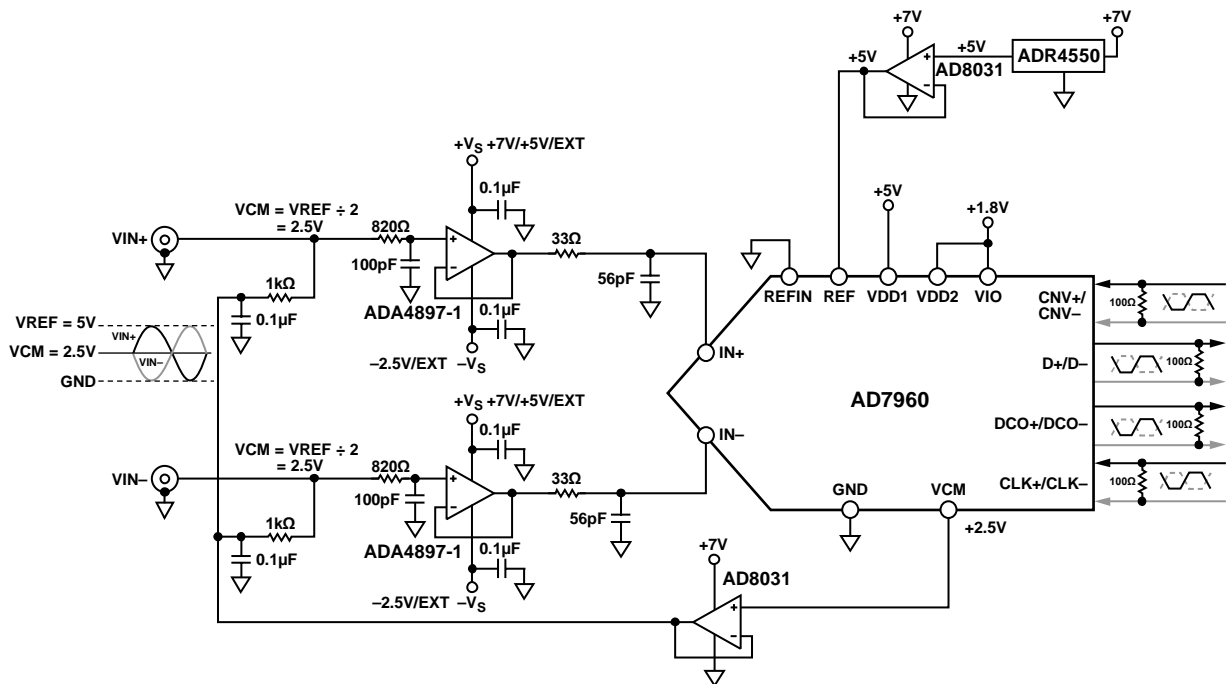 +7V
+7V
+5V
+5V
ADR4550
AD8031
+
−
+VS +7V/+5V/EXT
0.1µF
+5V
+1.8V
VCM = VREF ÷ 2
= 2.5V
VIN+
820Ω
+
−
33Ω
100pF
56pF
1kΩ
0.1µF
ADA4897-1
0.1µF
−2.5V/EXT −VS
REFIN
REF
VDD1
VDD2
VIO
CNV+/
CNV−
100Ω
VREF = 5V
VIN+
VCM = 2.5V
VIN−
GND
IN+
D+/D−
100Ω
AD7960
+VS +7V/+5V/EXT
0.1µF
IN−
DCO+/DCO−
100Ω
VCM = VREF ÷ 2
= 2.5V
VIN−
820Ω
+
−
33Ω
100pF
56pF
CLK+/CLK−
100Ω
GND
VCM
+2.5V
1kΩ
0.1µF
ADA4897-1
0.1µF
−2.5V/EXT −VS
+7V
AD8031
+
−